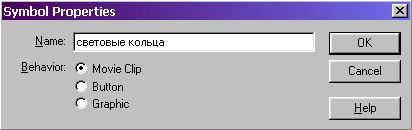 Symbol Properties
Name: световые кольца OK
Behavior: Movie Clip Cancel
Button
Graphic Help